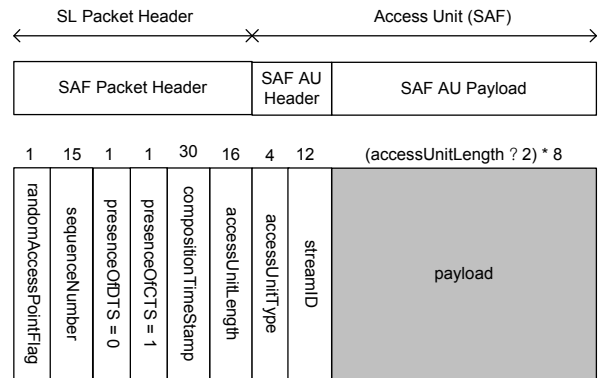 SL Packet Header
Access Unit (SAF)
SAF Packet Header
SAF AU
Header
SAF AU Payload
1 15 1 1 30 16 4 12 (accessUnitLength ? 2) * 8
randomAccessPointFlag
sequenceNumber
presenceOfDTS = 0
presenceOfCTS = 1
compositionTimeStamp
accessUnitLength
accessUnitType
streamID
payload